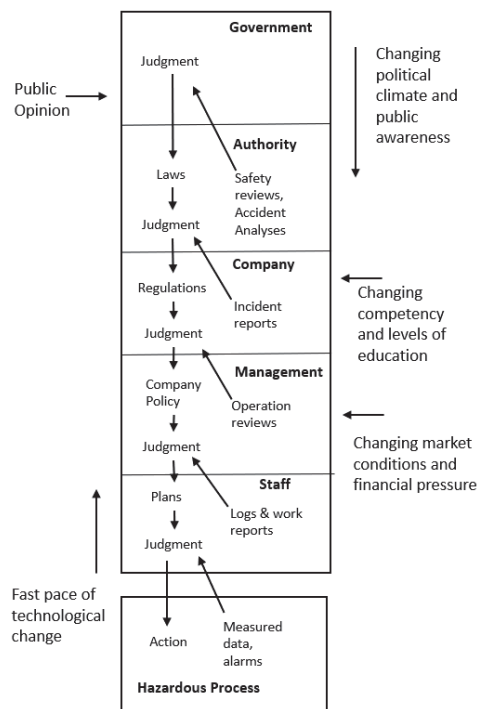 Government
Judgment
Public
Opinion
Changing
political
climate and
public
awareness
Authority
Laws
Safety
reviews,
Accident
Analyses
Judgment
Company
Regulations
Incident
reports
Judgment
Changing
competency
and levels of
education
Management
Company
Policy
Operation
reviews
Judgment
Changing market
conditions and
financial pressure
Staff
Plans
Logs & work
reports
Judgment
Fast pace of
technological
change
Action
Measured
data,
alarms
Hazardous Process